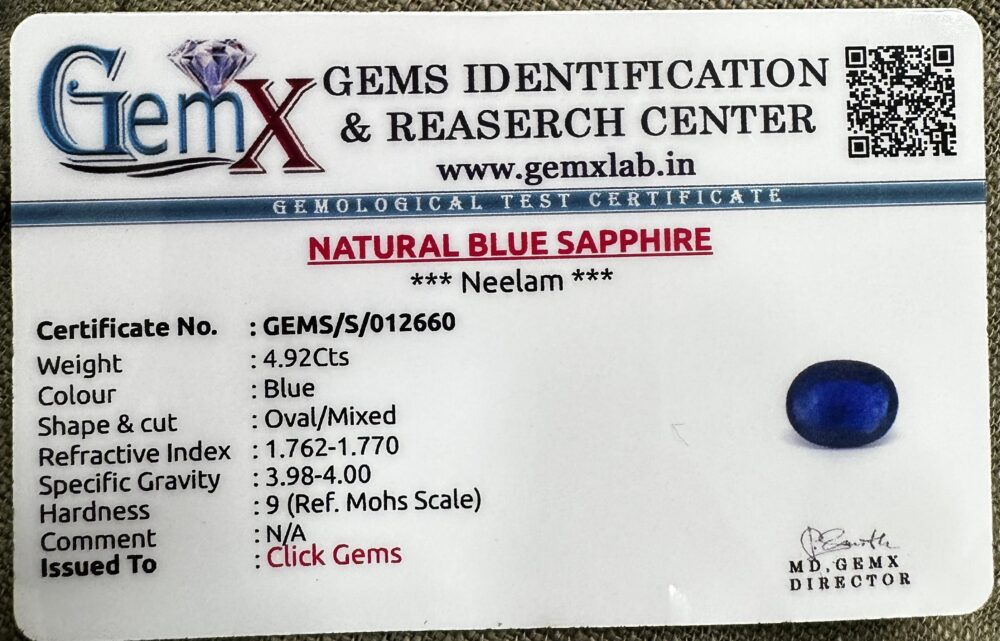 GemX
GEMS IDENTIFICATION
& REASERCH CENTER
www.gemxlab.in
GEMOLOGICAL TEST CERTIFICATE
NATURAL BLUE SAPPHIRE
*** Neelam ***
Certificate No. : GEMS/S/012660
Weight : 4.92Cts
Colour : Blue
Shape & cut : Oval/Mixed
Refractive Index : 1.762-1.770
Specific Gravity : 3.98-4.00
Hardness : 9 (Ref. Mohs Scale)
Comment : N/A
Issued To : Click Gems
MD, GEMX
DIRECTOR